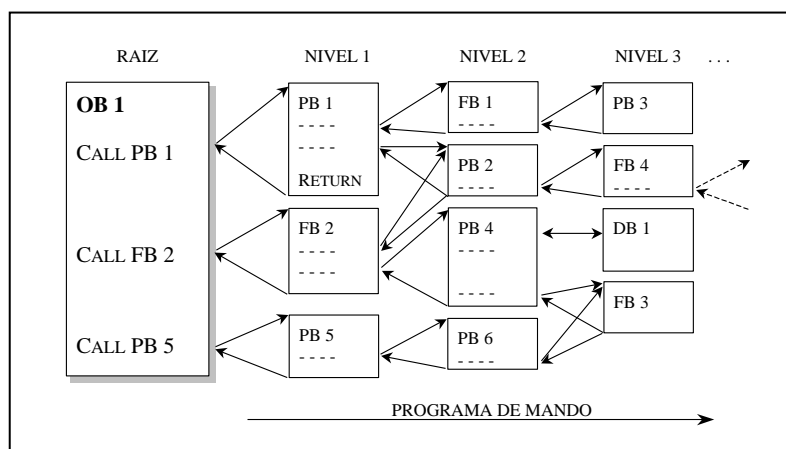 RAIZ
NIVEL 1
NIVEL 2
NIVEL 3 . . .
OB 1
CALL PB 1
CALL FB 2
CALL PB 5
PB 1
- - - -
- - - -
RETURN
FB 2
- - - -
- - - -
PB 5
- - - -
FB 1
- - - -
PB 2
- - - -
PB 4
- - - -
- - - -
PB 6
- - - -
PB 3
FB 4
- - - -
DB 1
FB 3
PROGRAMA DE MANDO